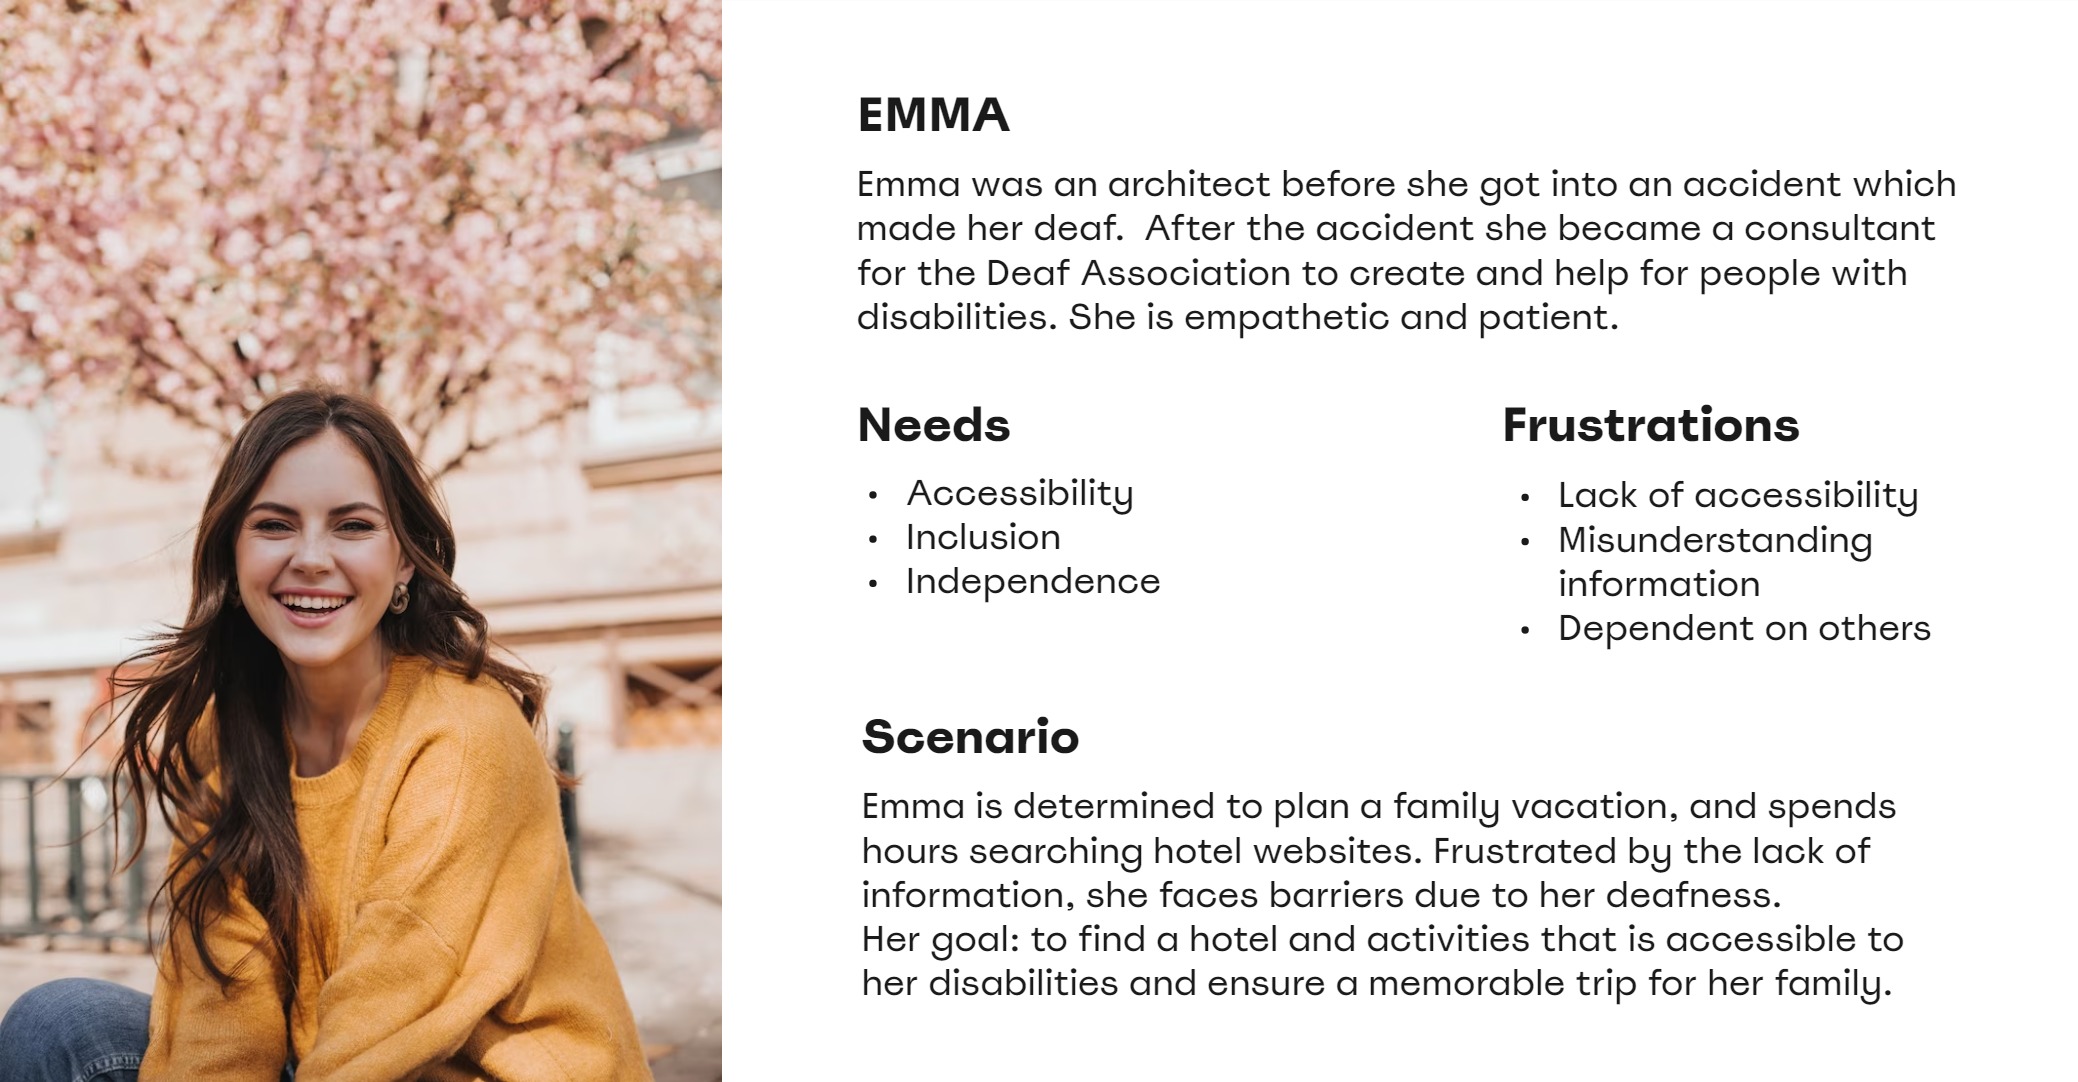 EMMA
Emma was an architect before she got into an accident which
made her deaf.  After the accident she became a consultant
for the Deaf Association to create and help for people with
disabilities. She is empathetic and patient.
Needs
• Accessibility
• Inclusion
• Independence
Frustrations
• Lack of accessibility
• Misunderstanding
information
• Dependent on others
Scenario
Emma is determined to plan a family vacation, and spends
hours searching hotel websites. Frustrated by the lack of
information, she faces barriers due to her deafness.
Her goal: to find a hotel and activities that is accessible to
her disabilities and ensure a memorable trip for her family.